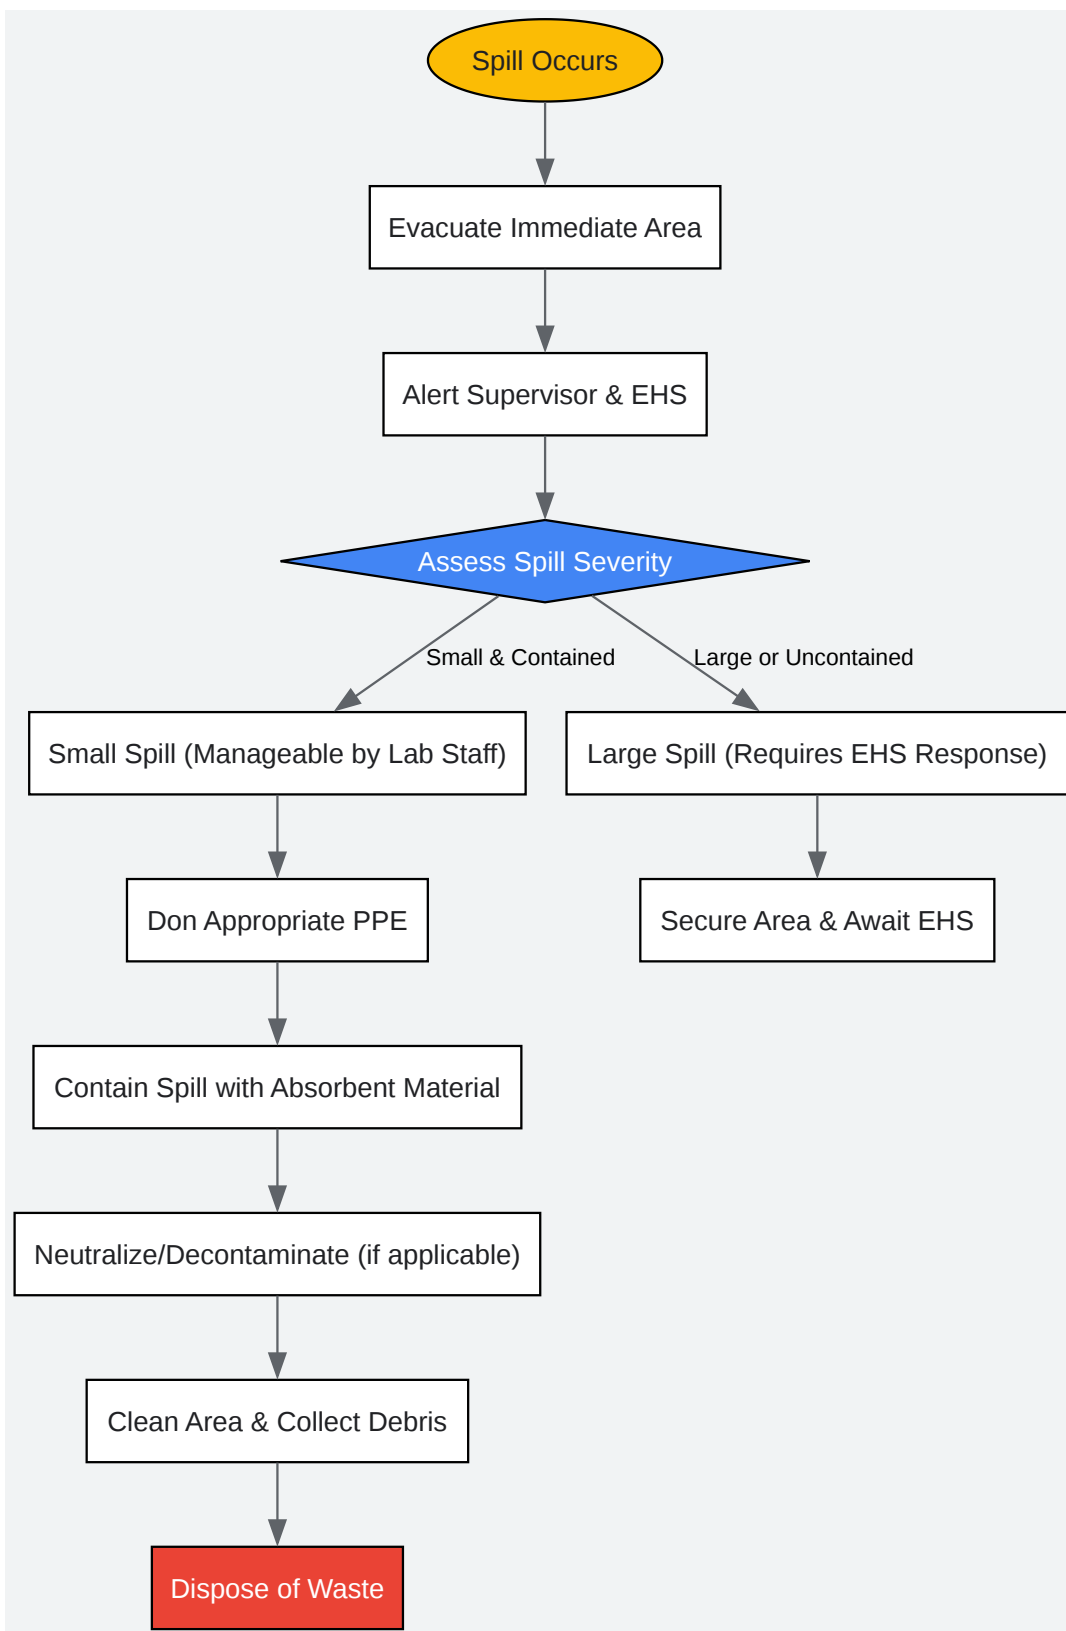 Spill Occurs
Evacuate Immediate Area
Alert Supervisor & EHS
Assess Spill Severity
Small & Contained
Large or Uncontained
Small Spill (Manageable by Lab Staff)
Large Spill (Requires EHS Response)
Don Appropriate PPE
Secure Area & Await EHS
Contain Spill with Absorbent Material
Neutralize/Decontaminate (if applicable)
Clean Area & Collect Debris
Dispose of Waste